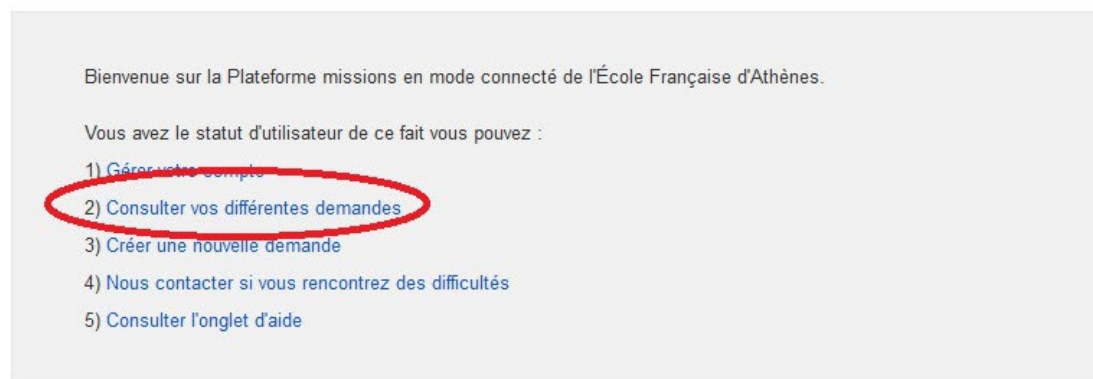 Bienvenue sur la Plateforme missions en mode connecté de l'École Française d'Athènes.
Vous avez le statut d'utilisateur de ce fait vous pouvez :
1) Gérer votre compte
2) Consulter vos différentes demandes
3) Créer une nouvelle demande
4) Nous contacter si vous rencontrez des difficultés
5) Consulter l'onglet d'aide